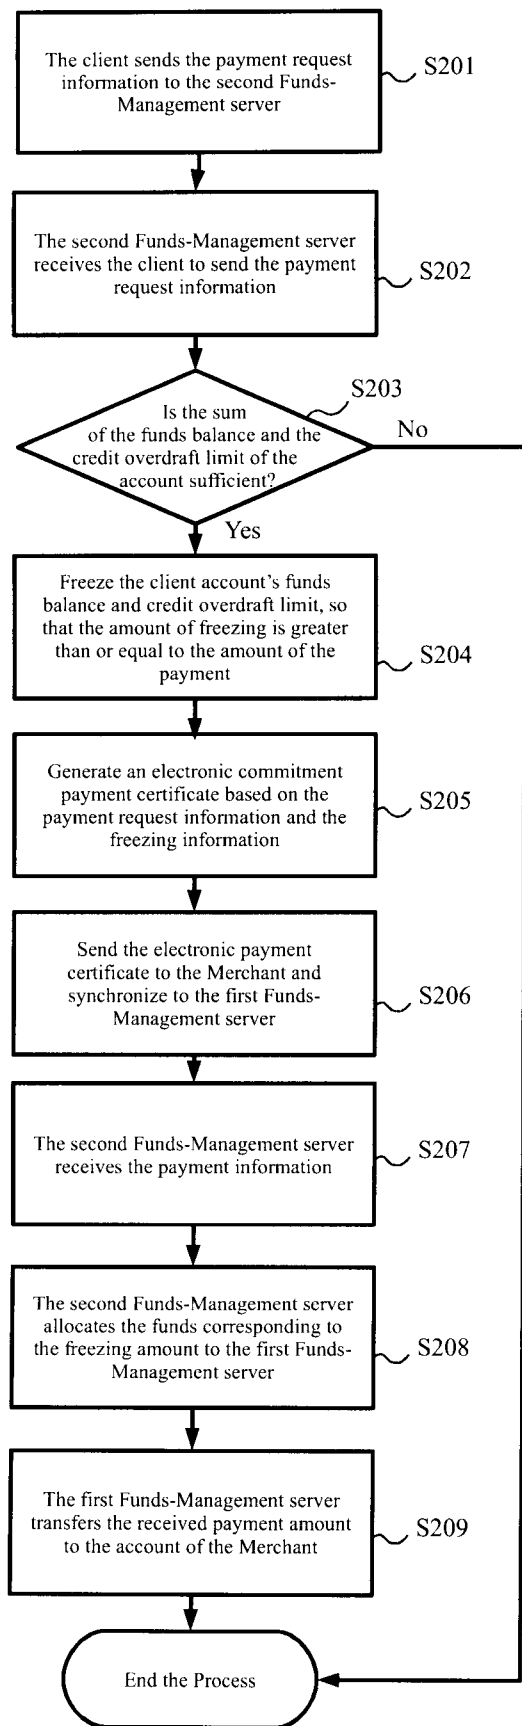 The client sends the payment request
information to the second Funds-
Management server
S201
The second Funds-Management server
receives the client to send the payment
request information
S202
S203
Is the sum
of the funds balance and the
credit overdraft limit of the
account sufficient?
No
Yes
Freeze the client account's funds
balance and credit overdraft limit, so
that the amount of freezing is greater
than or equal to the amount of the
payment
S204
Generate an electronic commitment
payment certificate based on the
payment request information and the
freezing information
S205
Send the electronic payment
certificate to the Merchant and
synchronize to the first Funds-
Management server
S206
The second Funds-Management server
receives the payment information
S207
The second Funds-Management server
allocates the funds corresponding to
the freezing amount to the first Funds-
Management server
S208
The first Funds-Management server
transfers the received payment amount
to the account of the Merchant
S209
End the Process